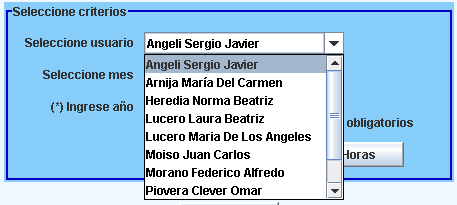 Seleccione criterios
Seleccione usuario Angeli Sergio Javier
Angeli Sergio Javier
Seleccione mes
Arnija María Del Carmen
Heredia Norma Beatriz
(*) Ingrese año
Lucero Laura Beatriz
obligatorios
Lucero Maria De Los Angeles
Moiso Juan Carlos
Horas
Morano Federico Alfredo
Piovera Clever Omar